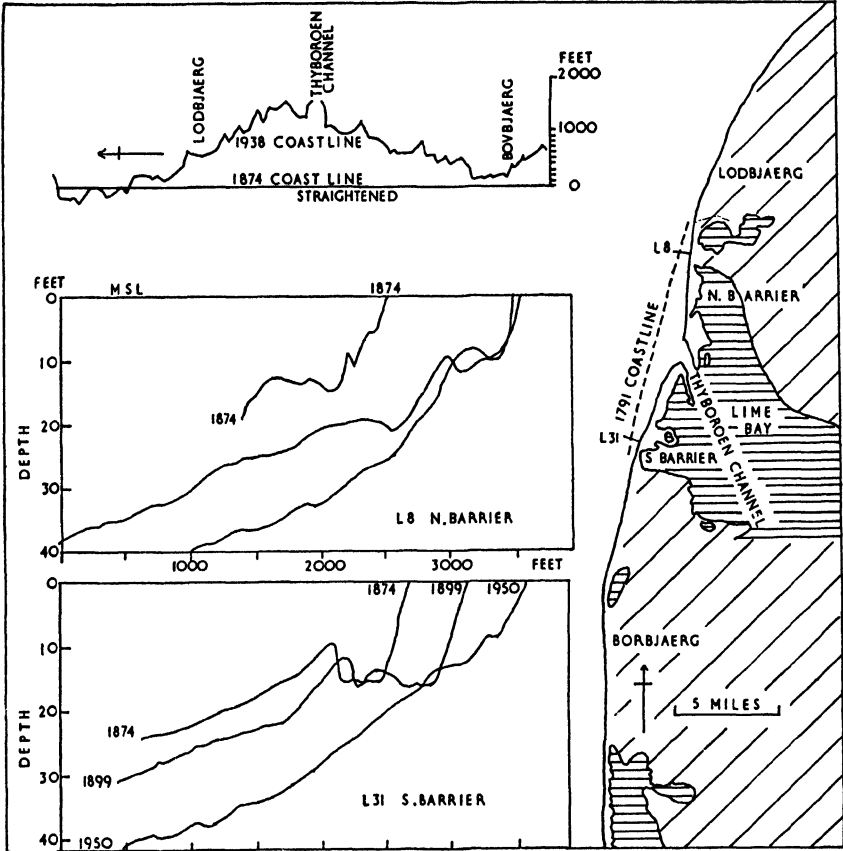 LODBJAERG
THYBOROEN
CHANNEL
BOVBJAERG
FEET
2000
1000
0
1938 COASTLINE
1874 COAST LINE
STRAIGHTENED
FEET
MSL
1874
0
10
20
30
40
DEPTH
1874
L8 N.BARRIER
1000
2000
3000
FEET
0
10
20
30
40
DEPTH
1874
1899
1950
1874
1899
1950
L31 S.BARRIER
LODBJAERG
L8
N.BARRIER
1791 COASTLINE
THYBOROEN CHANNEL
LIME
BAY
L31
B
S BARRIER
BORBJAERG
5 MILES